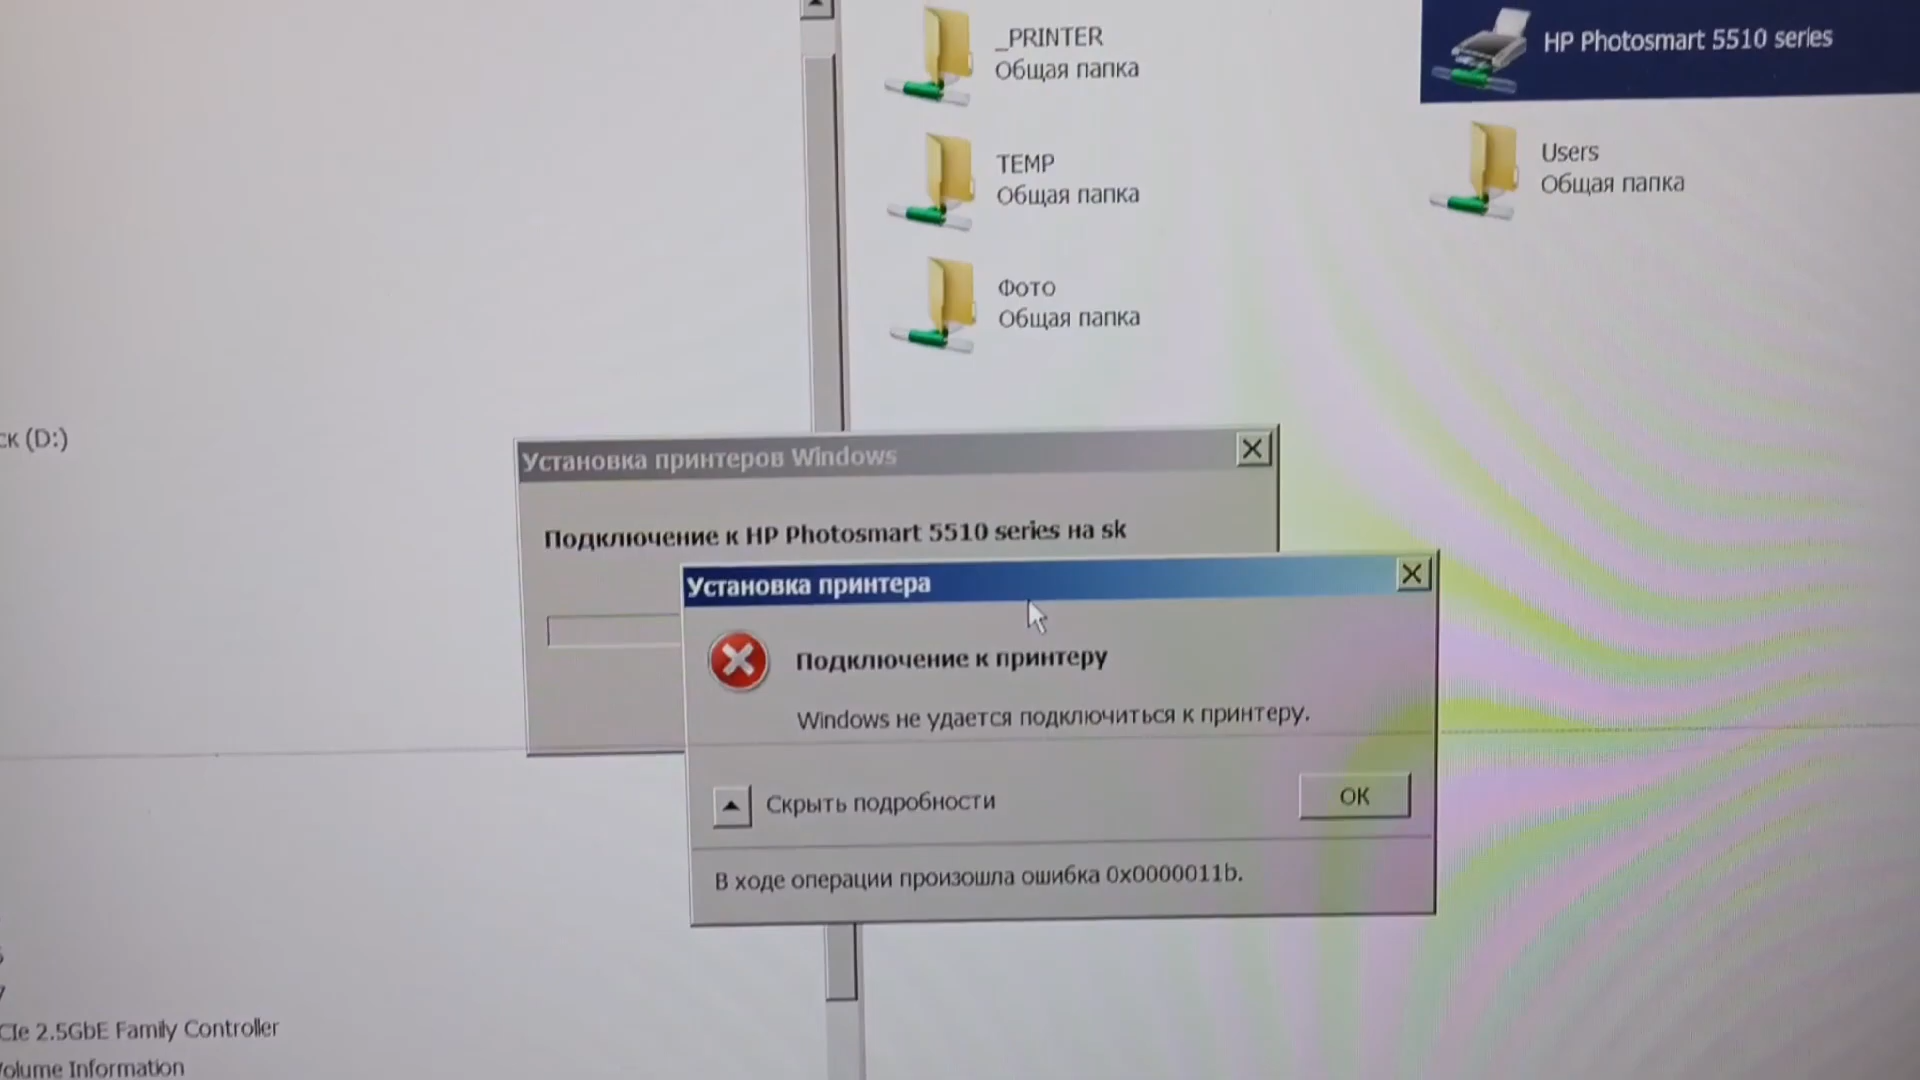 _PRINTER
Общая папка
HP Photosmart 5510 series
TEMP
Общая папка
Users
Общая папка
Фото
Общая папка
ск (D:)
Установка принтеров Windows
Подключение к HP Photosmart 5510 series на sk
Установка принтера
Подключение к принтеру
Windows не удается подключиться к принтеру.
Скрыть подробности
OK
В ходе операции произошла ошибка 0x0000011b.
CIe 2.5GbE Family Controller
Volume Information